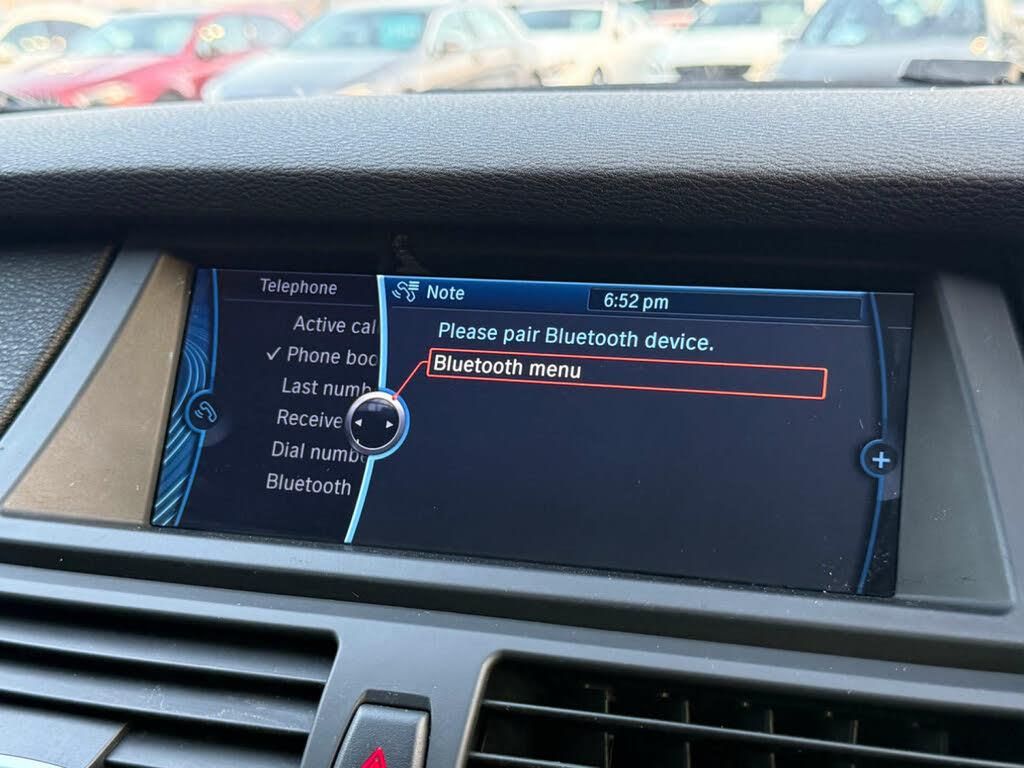 Telephone
Active cal
✓ Phone boo
Last numb
Receive
Dial numb
Bluetooth
Note
6:52 pm
Please pair Bluetooth device.
Bluetooth menu